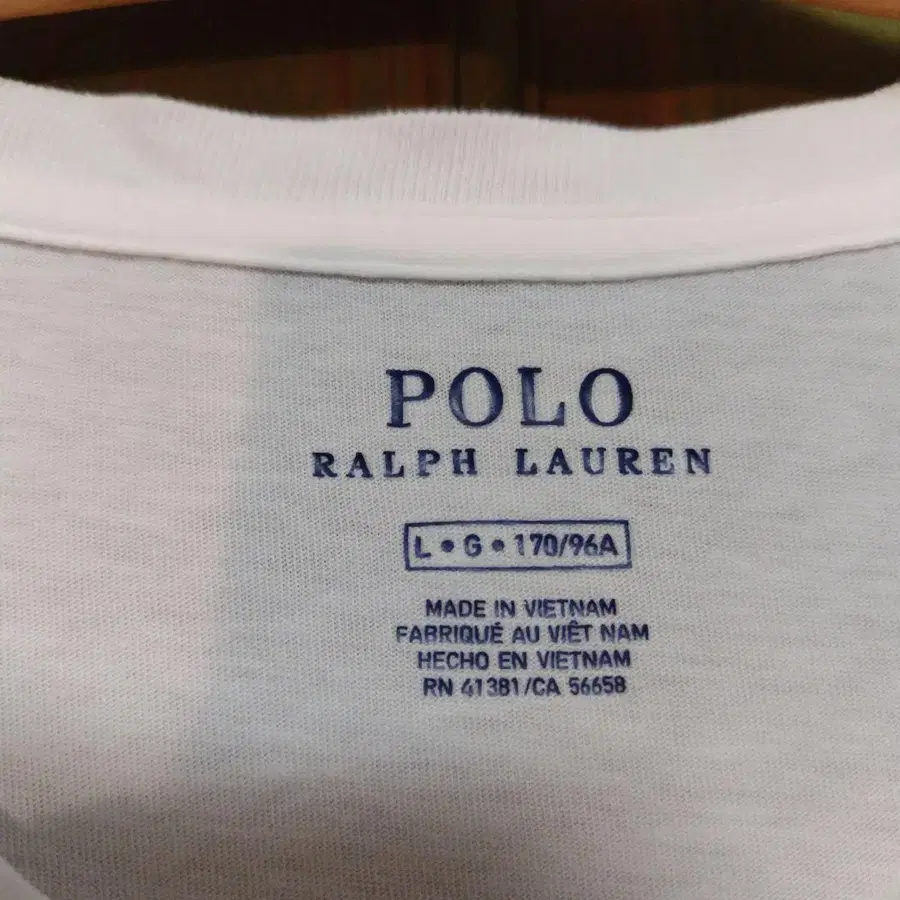 POLO
RALPH LAUREN
L • G • 170/96A
MADE IN VIETNAM
FABRIQUÉ AU VIÊT NAM
HECHO EN VIETNAM
RN 41381/CA 56658